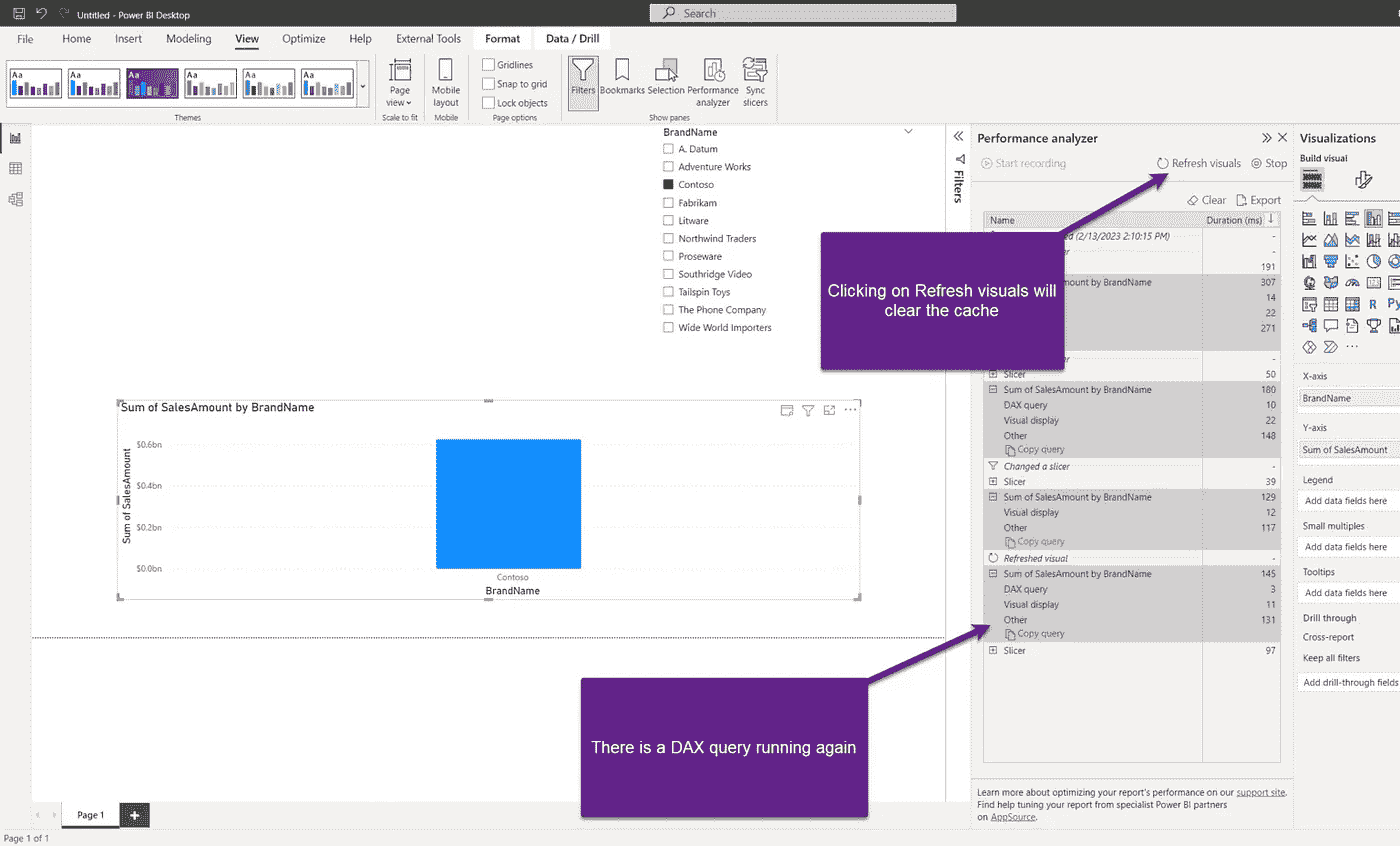 Untitled - Power BI Desktop
Search
File Home Insert Modeling View Optimize Help External Tools Format Data / Drill
Aa Aa Aa Aa Aa Aa
Themes
Page view
Scale to fit
Mobile layout
Mobile
Gridlines
Snap to grid
Lock objects
Page options
Filters
Bookmarks
Selection
Performance analyzer
Sync slicers
Show panes
BrandName
A. Datum
Adventure Works
Contoso
Fabrikam
Litware
Northwind Traders
Proseware
Southridge Video
Tailspin Toys
The Phone Company
Wide World Importers
Sum of SalesAmount by BrandName
Sum of SalesAmount
$0.6bn
$0.4bn
$0.2bn
$0.0bn
Contoso
BrandName
Filters
Performance analyzer
Start recording Refresh visuals Stop
Clear Export
Name Duration (ms)
(2/13/2023 2:10:15 PM) -
-
191
mount by BrandName 307
14
22
271
-
Slicer 50
Sum of SalesAmount by BrandName 180
DAX query 10
Visual display 22
Other 148
Copy query
Changed a slicer -
Slicer 39
Sum of SalesAmount by BrandName 129
Visual display 12
Other 117
Copy query
Refreshed visual -
Sum of SalesAmount by BrandName 145
DAX query 3
Visual display 11
Other 131
Copy query
Slicer 97
Clicking on Refresh visuals will
clear the cache
There is a DAX query running again
Learn more about optimizing your report's performance on our support site.
Find help tuning your report from specialist Power BI partners
on AppSource.
Visualizations
Build visual
R Py
X-axis
BrandName
Y-axis
Sum of SalesAmount
Legend
Add data fields here
Small multiples
Add data fields here
Tooltips
Add data fields here
Drill through
Cross-report
Keep all filters
Add drill-through fields
Page 1
Page 1 of 1